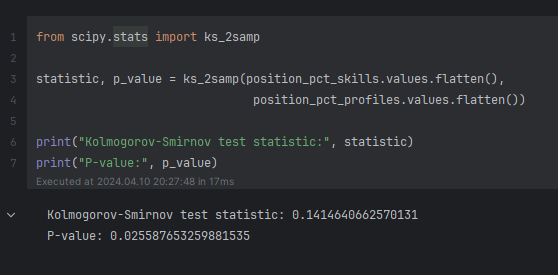 1 from scipy.stats import ks_2samp
2
3 statistic, p_value = ks_2samp(position_pct_skills.values.flatten(),
4 position_pct_profiles.values.flatten())
5
6 print("Kolmogorov-Smirnov test statistic:", statistic)
7 print("P-value:", p_value)
Executed at 2024.04.10 20:27:48 in 17ms
Kolmogorov-Smirnov test statistic: 0.1414640662570131
P-value: 0.025587653259881535